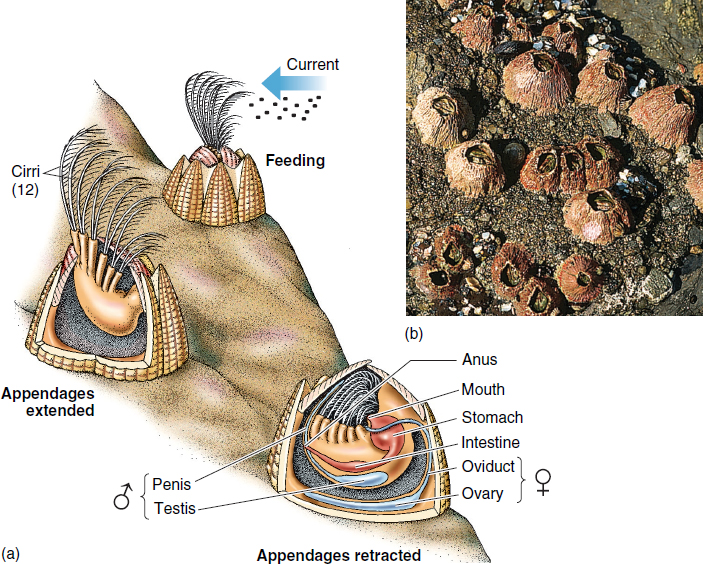 Current
Feeding
Cirri
(12)
Appendages
extended
(b)
Anus
Mouth
Stomach
Intestine
Oviduct
Ovary
♀
♂
Penis
Testis
(a)
Appendages retracted